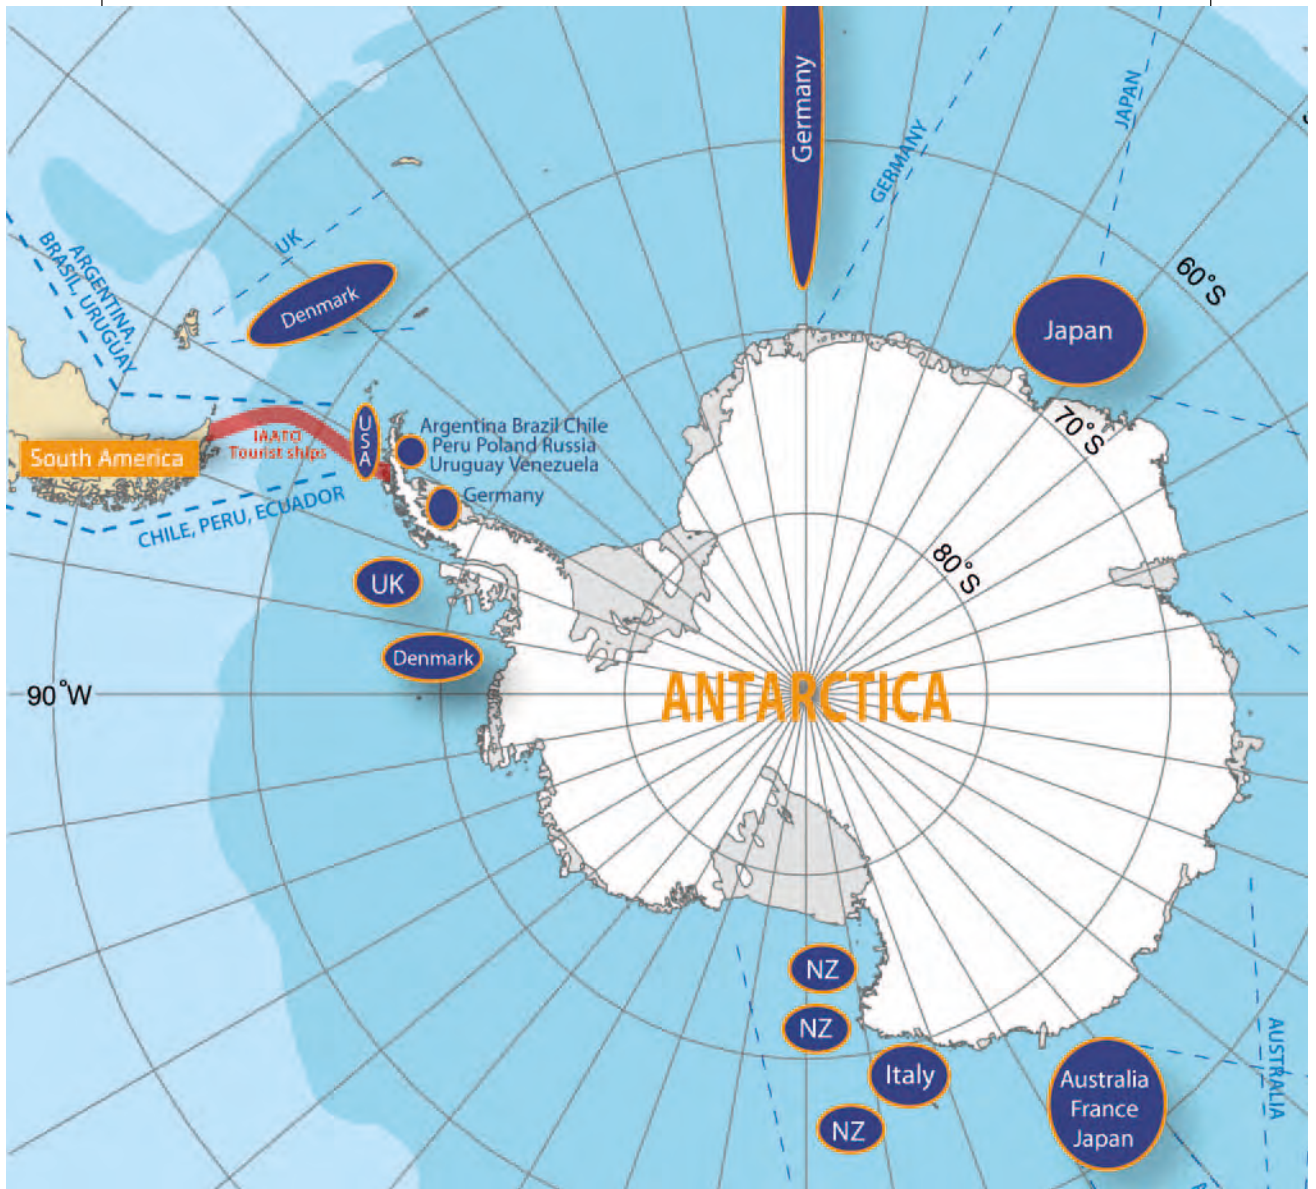 Germany
GERMANY
JAPAN
60°S
UK
ARGENTINA,
BRASIL, URUGUAY
Denmark
Japan
70°S
USA
IAATO
Tourist ships
South America
Argentina Brazil Chile
Peru Poland Russia
Uruguay Venezuela
Germany
CHILE, PERU, ECUADOR
80°S
UK
Denmark
90°W
ANTARCTICA
NZ
NZ
Italy
NZ
Australia
France
Japan
AUSTRALIA